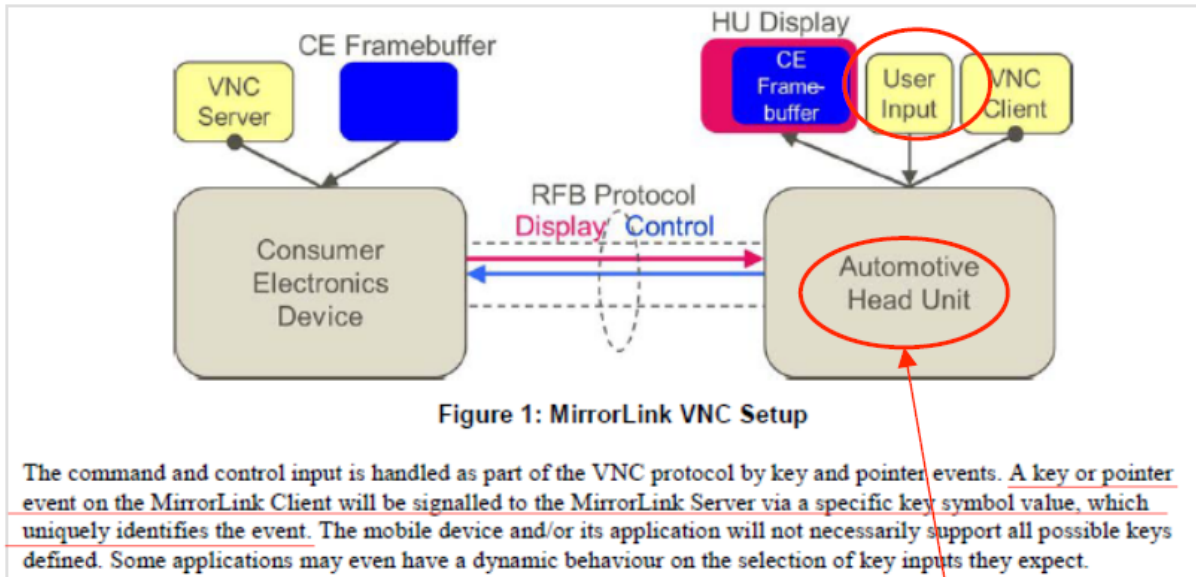 CE Framebuffer
HU Display
VNC
Server
CE
Frame-
buffer
User
Input
VNC
Client
RFB Protocol
Display Control
Consumer
Electronics
Device
Automotive
Head Unit
Figure 1: MirrorLink VNC Setup
The command and control input is handled as part of the VNC protocol by key and pointer events. A key or pointer
event on the MirrorLink Client will be signalled to the MirrorLink Server via a specific key symbol value, which
uniquely identifies the event. The mobile device and/or its application will not necessarily support all possible keys
defined. Some applications may even have a dynamic behaviour on the selection of key inputs they expect.